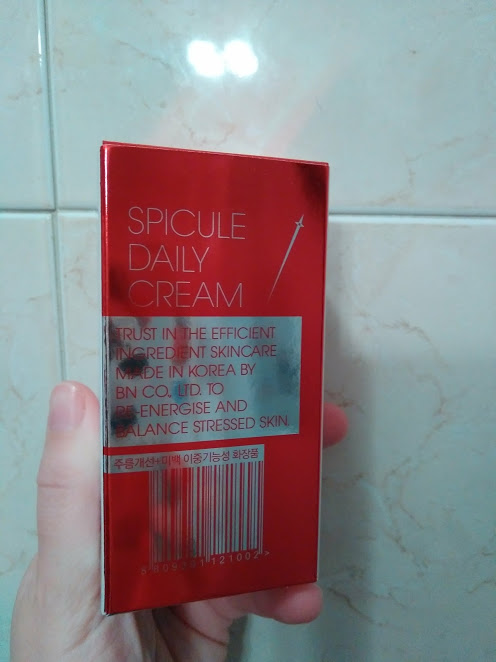 SPICULE
DAILY
CREAM
TRUST IN THE EFFICIENT
INGREDIENT SKINCARE
MADE IN KOREA BY
BN CO., LTD. TO
RE-ENERGISE AND
BALANCE STRESSED SKIN.
주름개선+미백 이중기능성 화장품
121002